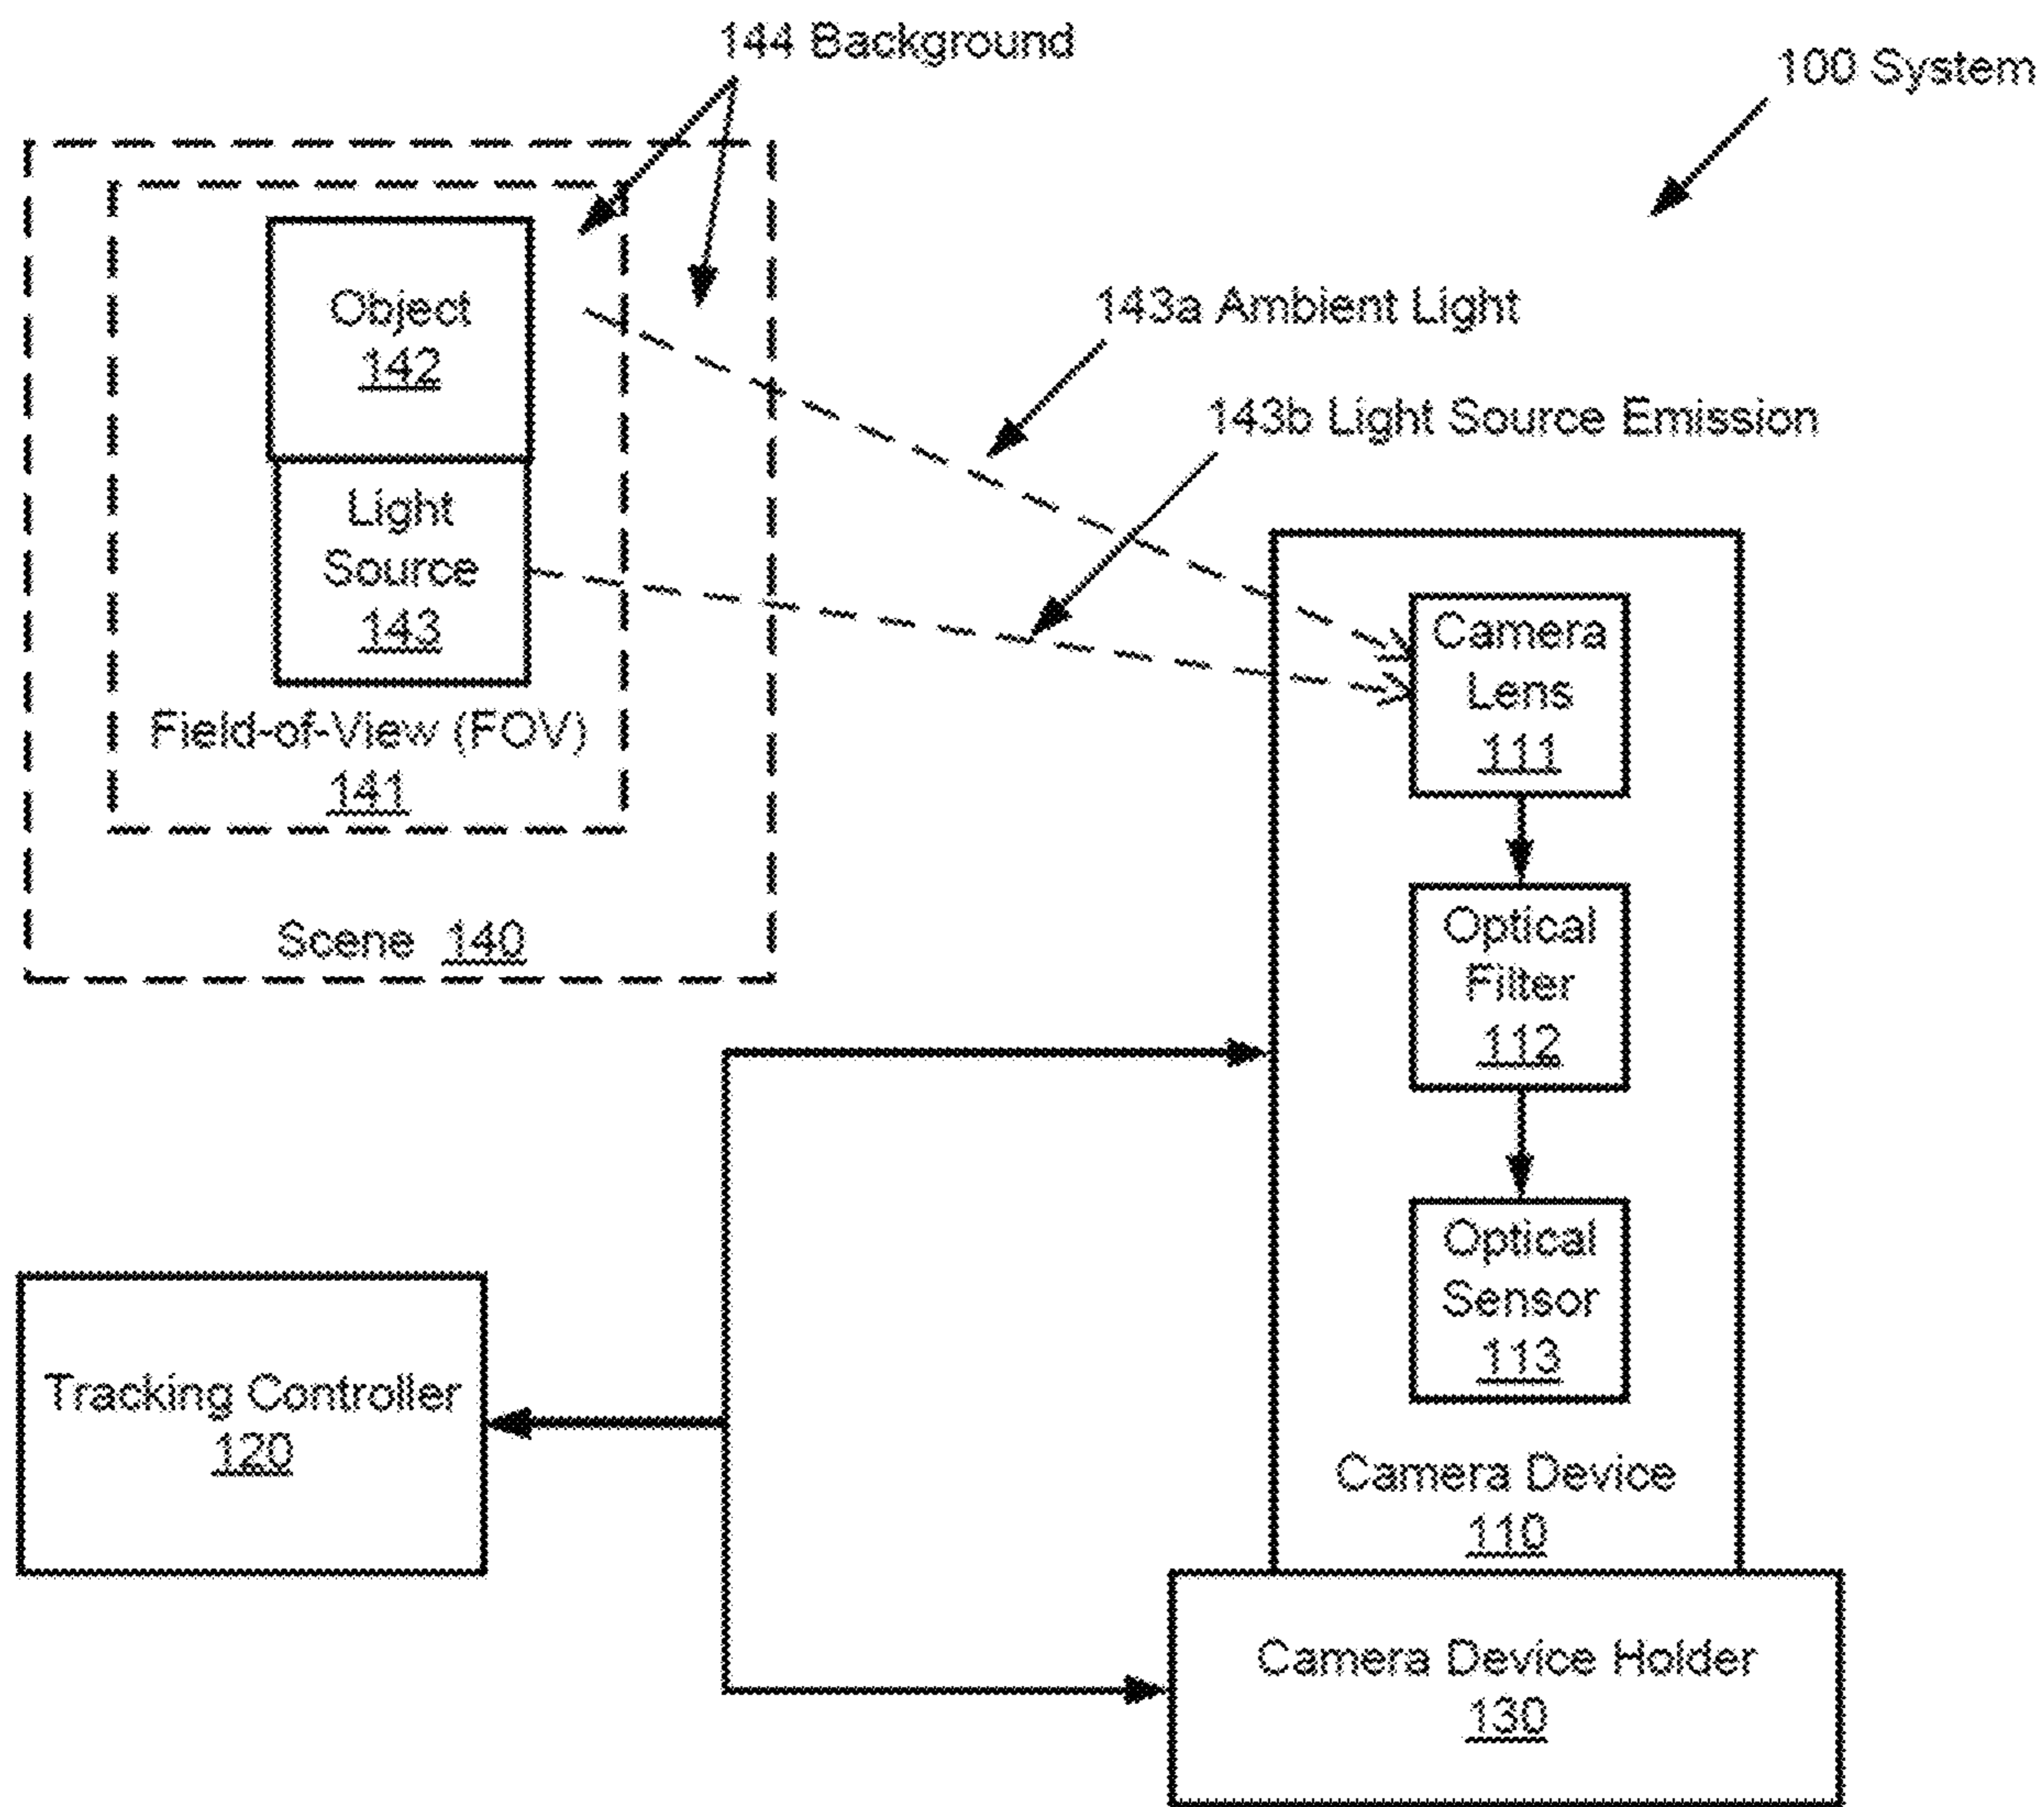 144 Background
100 System
Object
142
143a Ambient Light
143b Light Source Emission
Light
Source
143
Field-of-View (FOV)
141
Scene 140
Camera
Lens
111
Optical
Filter
112
Optical
Sensor
113
Camera Device
110
Tracking Controller
120
Camera Device Holder
130